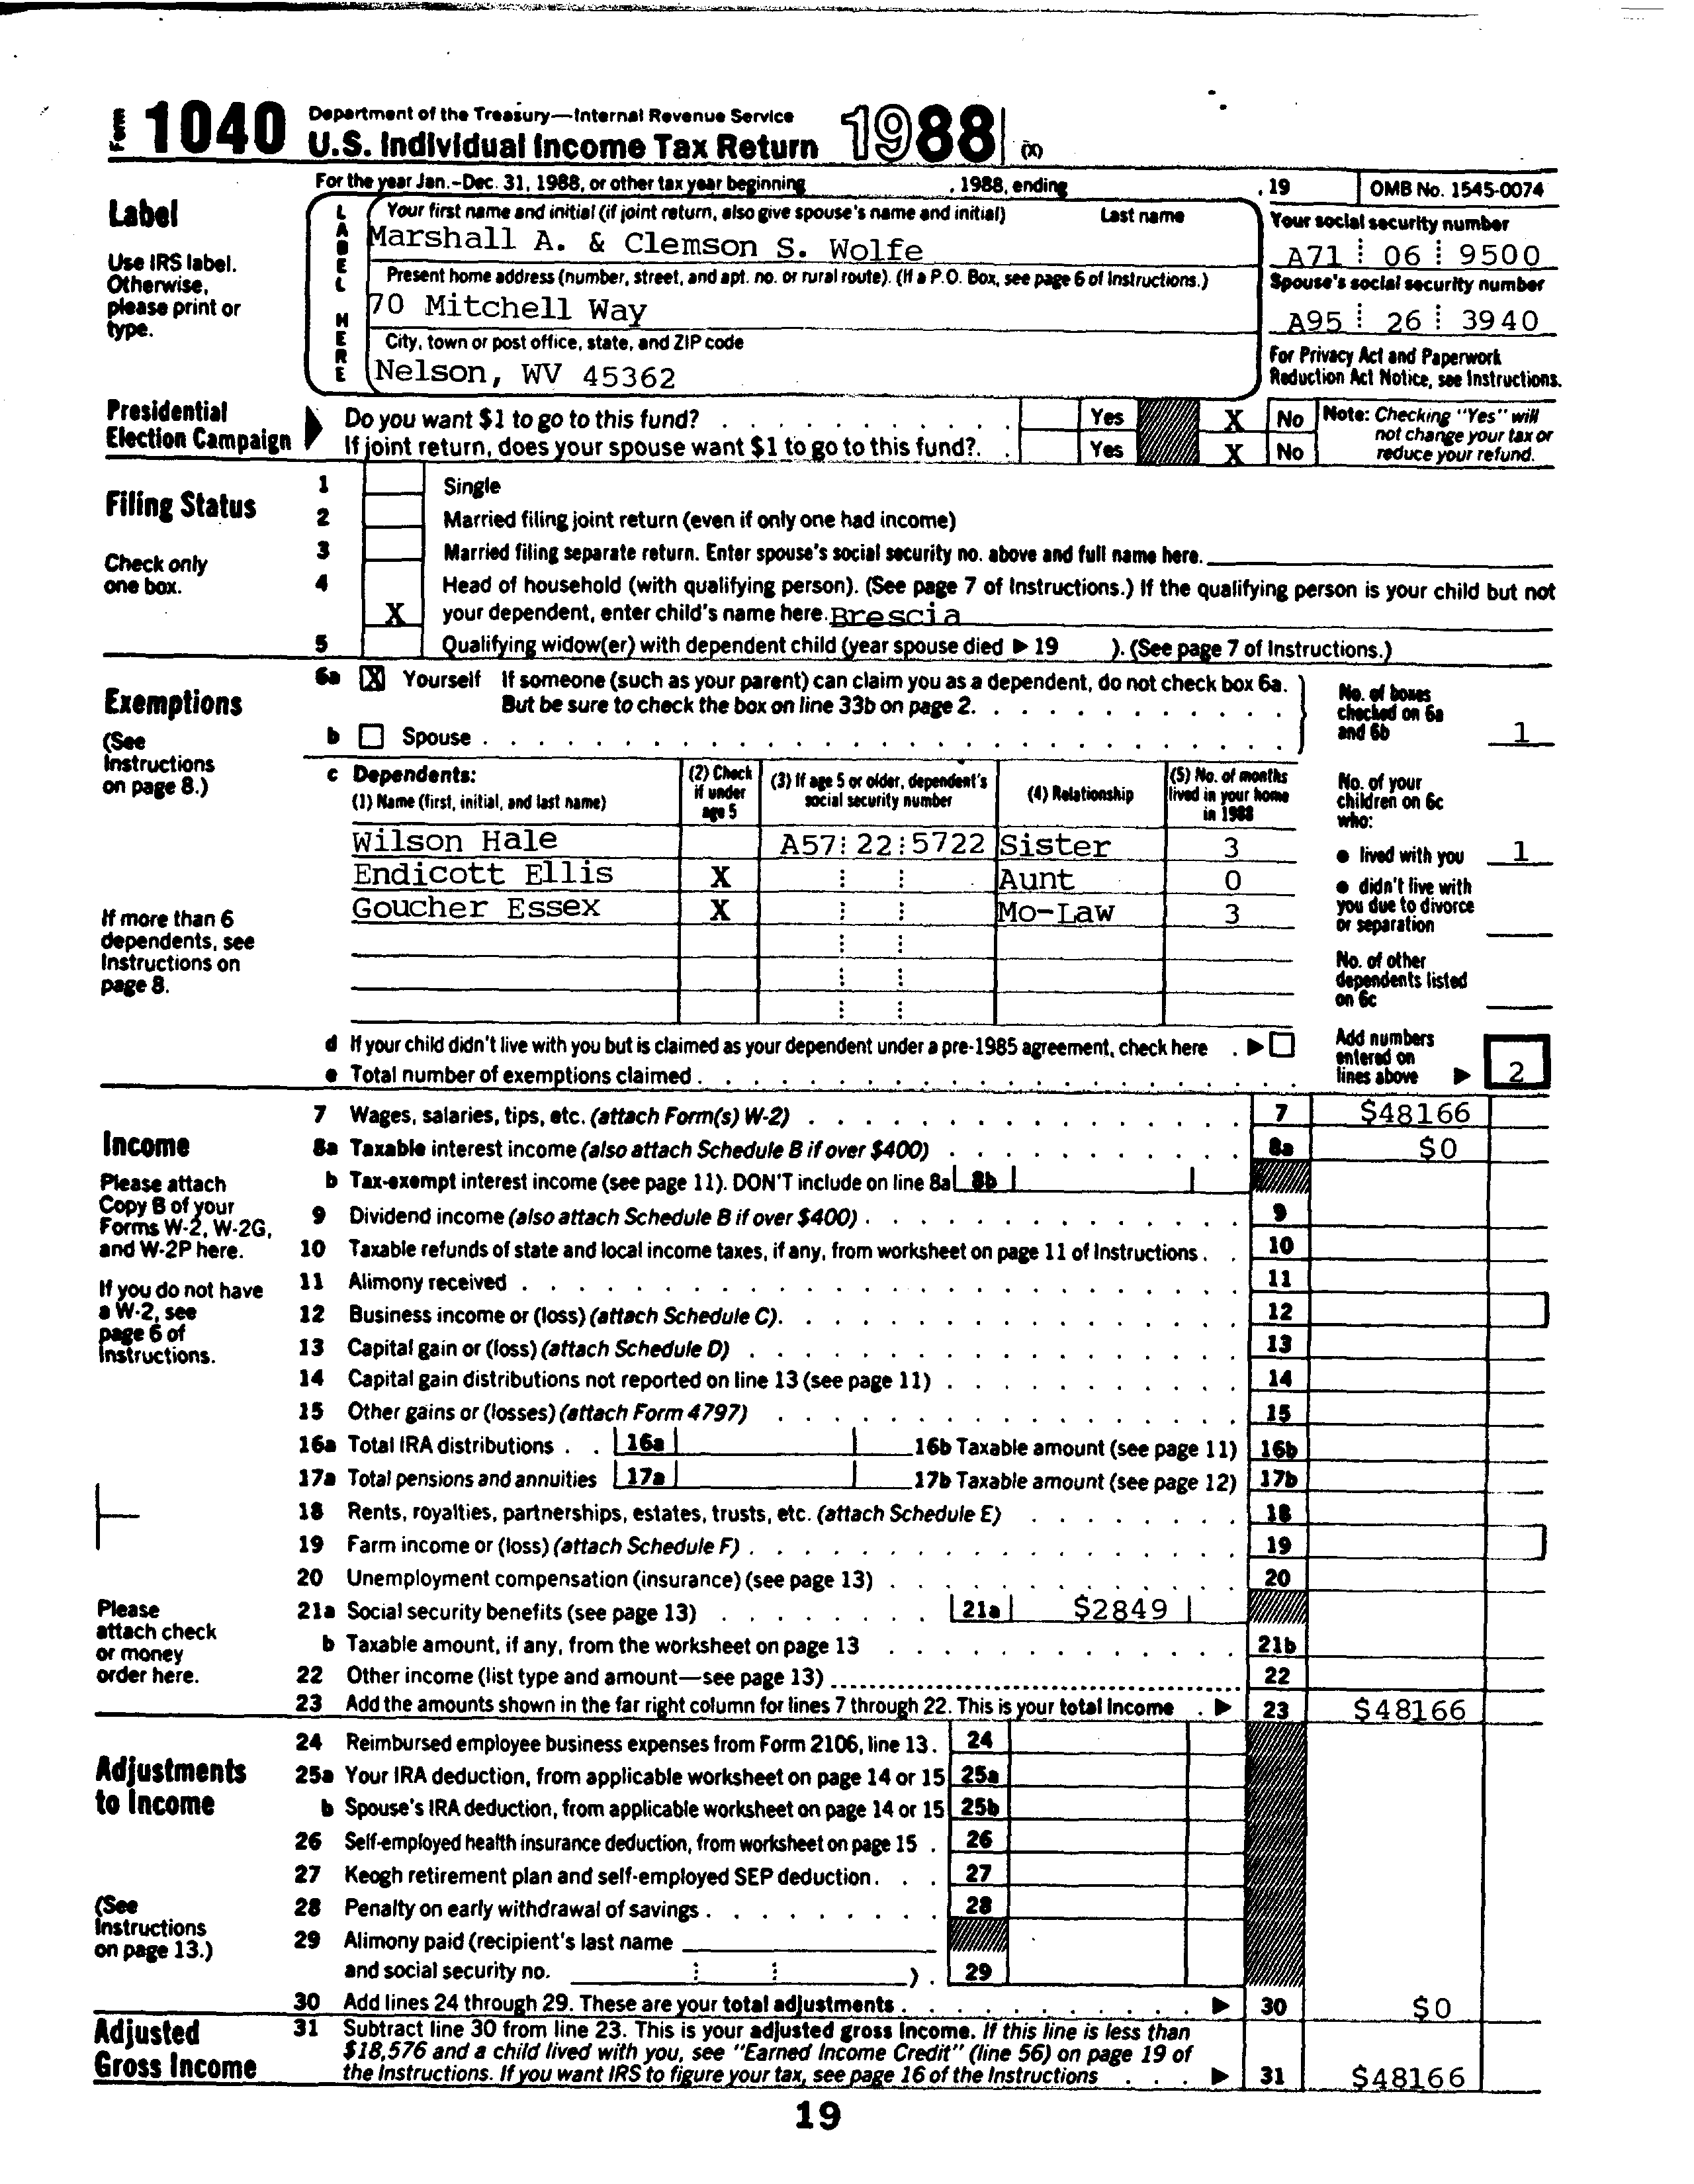 Form 1040 Department of the Treasury—Internal Revenue Service
U.S. Individual Income Tax Return 1988 (X)
For the year Jan.-Dec. 31, 1988, or other tax year beginning , 1988, ending , 19 OMB No. 1545-0074
Label
Use IRS label.
Otherwise,
please print or
type.
LABEL HERE
Your first name and initial (if joint return, also give spouse's name and initial) Last name
Marshall A. & Clemson S. Wolfe
Present home address (number, street, and apt. no. or rural route). (If a P.O. Box, see page 6 of Instructions.)
70 Mitchell Way
City, town or post office, state, and ZIP code
Nelson, WV 45362
Your social security number
A71 06 9500
Spouse's social security number
A95 26 3940
For Privacy Act and Paperwork
Reduction Act Notice, see Instructions.
Presidential
Election Campaign
Do you want $1 to go to this fund? Yes X No
If joint return, does your spouse want $1 to go to this fund?. Yes X No
Note: Checking "Yes" will
not change your tax or
reduce your refund.
Filing Status
Check only
one box.
1 Single
2 Married filing joint return (even if only one had income)
3 Married filing separate return. Enter spouse's social security no. above and full name here.
4 Head of household (with qualifying person). (See page 7 of Instructions.) If the qualifying person is your child but not
X your dependent, enter child's name here. Brescia
5 Qualifying widow(er) with dependent child (year spouse died ▶ 19 ). (See page 7 of Instructions.)
Exemptions
(See
Instructions
on page 8.)
6a X Yourself If someone (such as your parent) can claim you as a dependent, do not check box 6a.
But be sure to check the box on line 33b on page 2.
b Spouse
No. of boxes
checked on 6a
and 6b 1
c Dependents:
(1) Name (first, initial, and last name)
(2) Check
if under
age 5
(3) If age 5 or older, dependent's
social security number
(4) Relationship
(5) No. of months
lived in your home
in 1988
Wilson Hale A57 22 5722 Sister 3
Endicott Ellis X Aunt 0
Goucher Essex X Mo-Law 3
If more than 6
dependents, see
Instructions on
page 8.
No. of your
children on 6c
who:
● lived with you 1
● didn't live with
you due to divorce
or separation
No. of other
dependents listed
on 6c
d If your child didn't live with you but is claimed as your dependent under a pre-1985 agreement, check here . ▶
e Total number of exemptions claimed
Add numbers
entered on
lines above ▶ 2
Income
Please attach
Copy B of your
Forms W-2, W-2G,
and W-2P here.
If you do not have
a W-2, see
page 6 of
Instructions.
Please
attach check
or money
order here.
7 Wages, salaries, tips, etc. (attach Form(s) W-2) 7 $48166
8a Taxable interest income (also attach Schedule B if over $400) 8a $0
b Tax-exempt interest income (see page 11). DON'T include on line 8a 8b
9 Dividend income (also attach Schedule B if over $400) 9
10 Taxable refunds of state and local income taxes, if any, from worksheet on page 11 of Instructions 10
11 Alimony received 11
12 Business income or (loss) (attach Schedule C). 12
13 Capital gain or (loss) (attach Schedule D) 13
14 Capital gain distributions not reported on line 13 (see page 11) 14
15 Other gains or (losses) (attach Form 4797) 15
16a Total IRA distributions 16a 16b Taxable amount (see page 11) 16b
17a Total pensions and annuities 17a 17b Taxable amount (see page 12) 17b
18 Rents, royalties, partnerships, estates, trusts, etc. (attach Schedule E) 18
19 Farm income or (loss) (attach Schedule F) 19
20 Unemployment compensation (insurance) (see page 13) 20
21a Social security benefits (see page 13) 21a $2849
b Taxable amount, if any, from the worksheet on page 13 21b
22 Other income (list type and amount—see page 13) 22
23 Add the amounts shown in the far right column for lines 7 through 22. This is your total income . ▶ 23 $48166
Adjustments
to Income
(See
Instructions
on page 13.)
24 Reimbursed employee business expenses from Form 2106, line 13. 24
25a Your IRA deduction, from applicable worksheet on page 14 or 15 25a
b Spouse's IRA deduction, from applicable worksheet on page 14 or 15 25b
26 Self-employed health insurance deduction, from worksheet on page 15 . 26
27 Keogh retirement plan and self-employed SEP deduction. 27
28 Penalty on early withdrawal of savings 28
29 Alimony paid (recipient's last name
and social security no. ). 29
30 Add lines 24 through 29. These are your total adjustments ▶ 30 $0
Adjusted
Gross Income
31 Subtract line 30 from line 23. This is your adjusted gross income. If this line is less than
$18,576 and a child lived with you, see "Earned Income Credit" (line 56) on page 19 of
the Instructions. If you want IRS to figure your tax, see page 16 of the Instructions ▶ 31 $48166
19